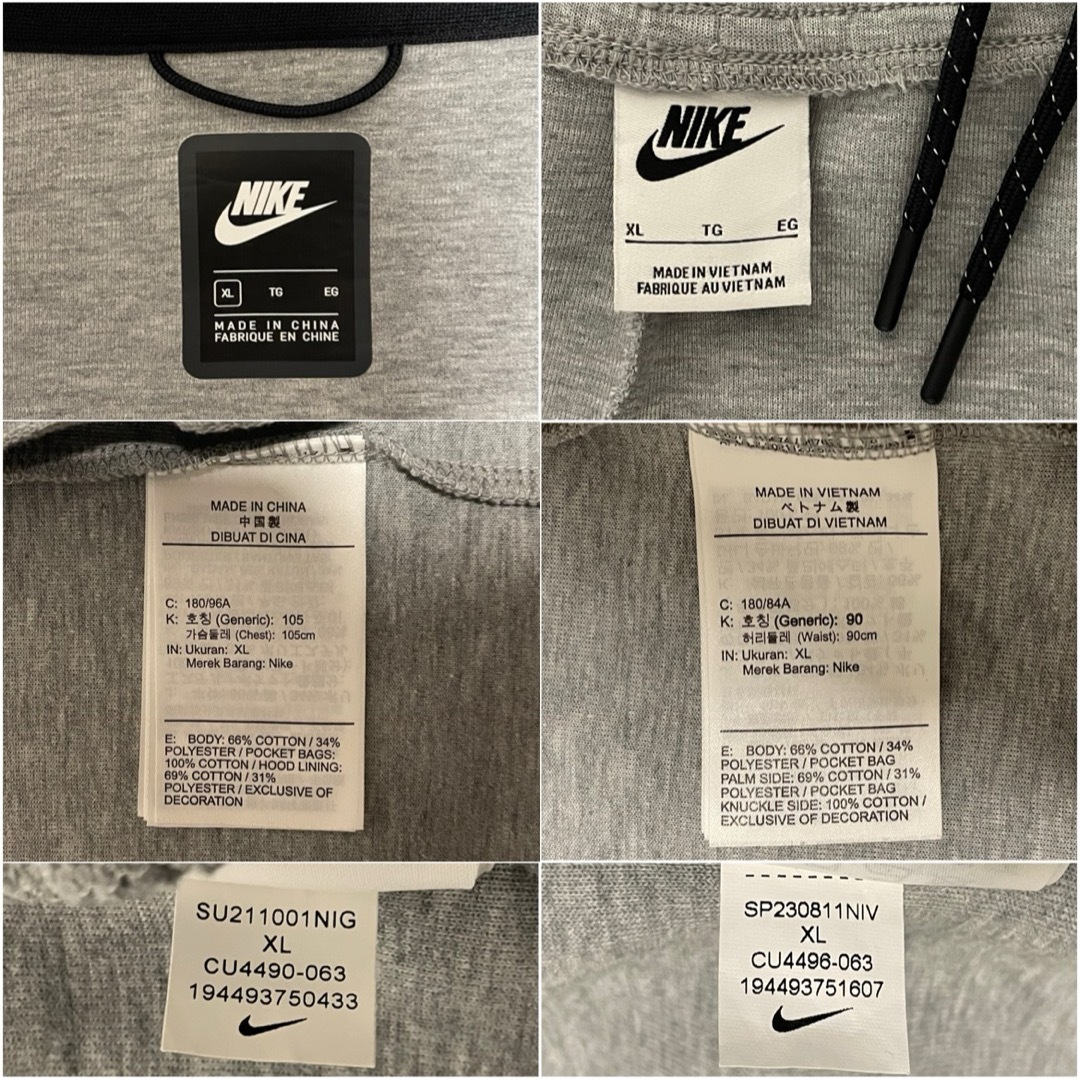 NIKE
XL TG EG
MADE IN CHINA
FABRIQUE EN CHINE
NIKE
XL TG EG
MADE IN VIETNAM
FABRIQUE AU VIETNAM
MADE IN CHINA
中国製
DIBUAT DI CINA
C: 180/96A
K: 호칭 (Generic): 105
가슴둘레 (Chest): 105cm
IN: Ukuran: XL
Merek Barang: Nike
E: BODY: 66% COTTON / 34%
POLYESTER / POCKET BAGS:
100% COTTON / HOOD LINING:
69% COTTON / 31%
POLYESTER / EXCLUSIVE OF
DECORATION
MADE IN VIETNAM
ベトナム製
DIBUAT DI VIETNAM
C: 180/84A
K: 호칭 (Generic): 90
허리둘레 (Waist): 90cm
IN: Ukuran: XL
Merek Barang: Nike
E: BODY: 66% COTTON / 34%
POLYESTER / POCKET BAG
PALM SIDE: 69% COTTON / 31%
POLYESTER / POCKET BAG
KNUCKLE SIDE: 100% COTTON /
EXCLUSIVE OF DECORATION
SU211001NIG
XL
CU4490-063
194493750433
SP230811NIV
XL
CU4496-063
194493751607